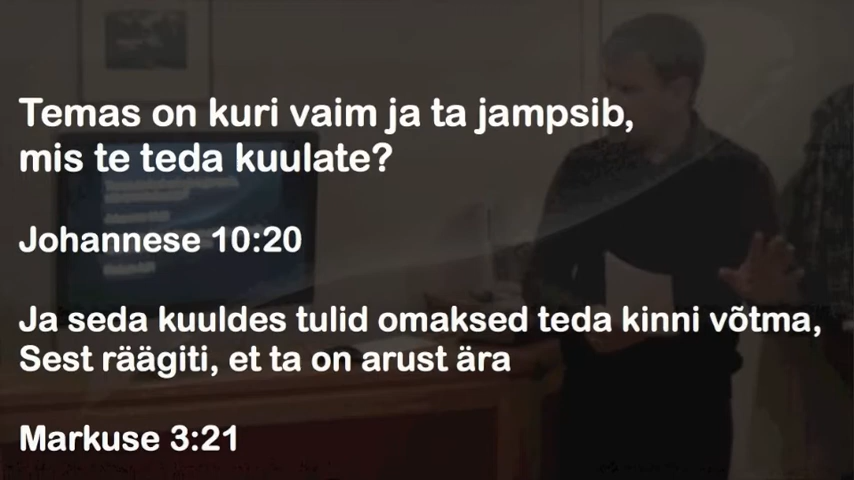 Temas on kuri vaim ja ta jampsib,
mis te teda kuulate?
Johannese 10:20
Ja seda kuuldes tulid omaksed teda kinni võtma,
Sest räägiti, et ta on arust ära
Markuse 3:21